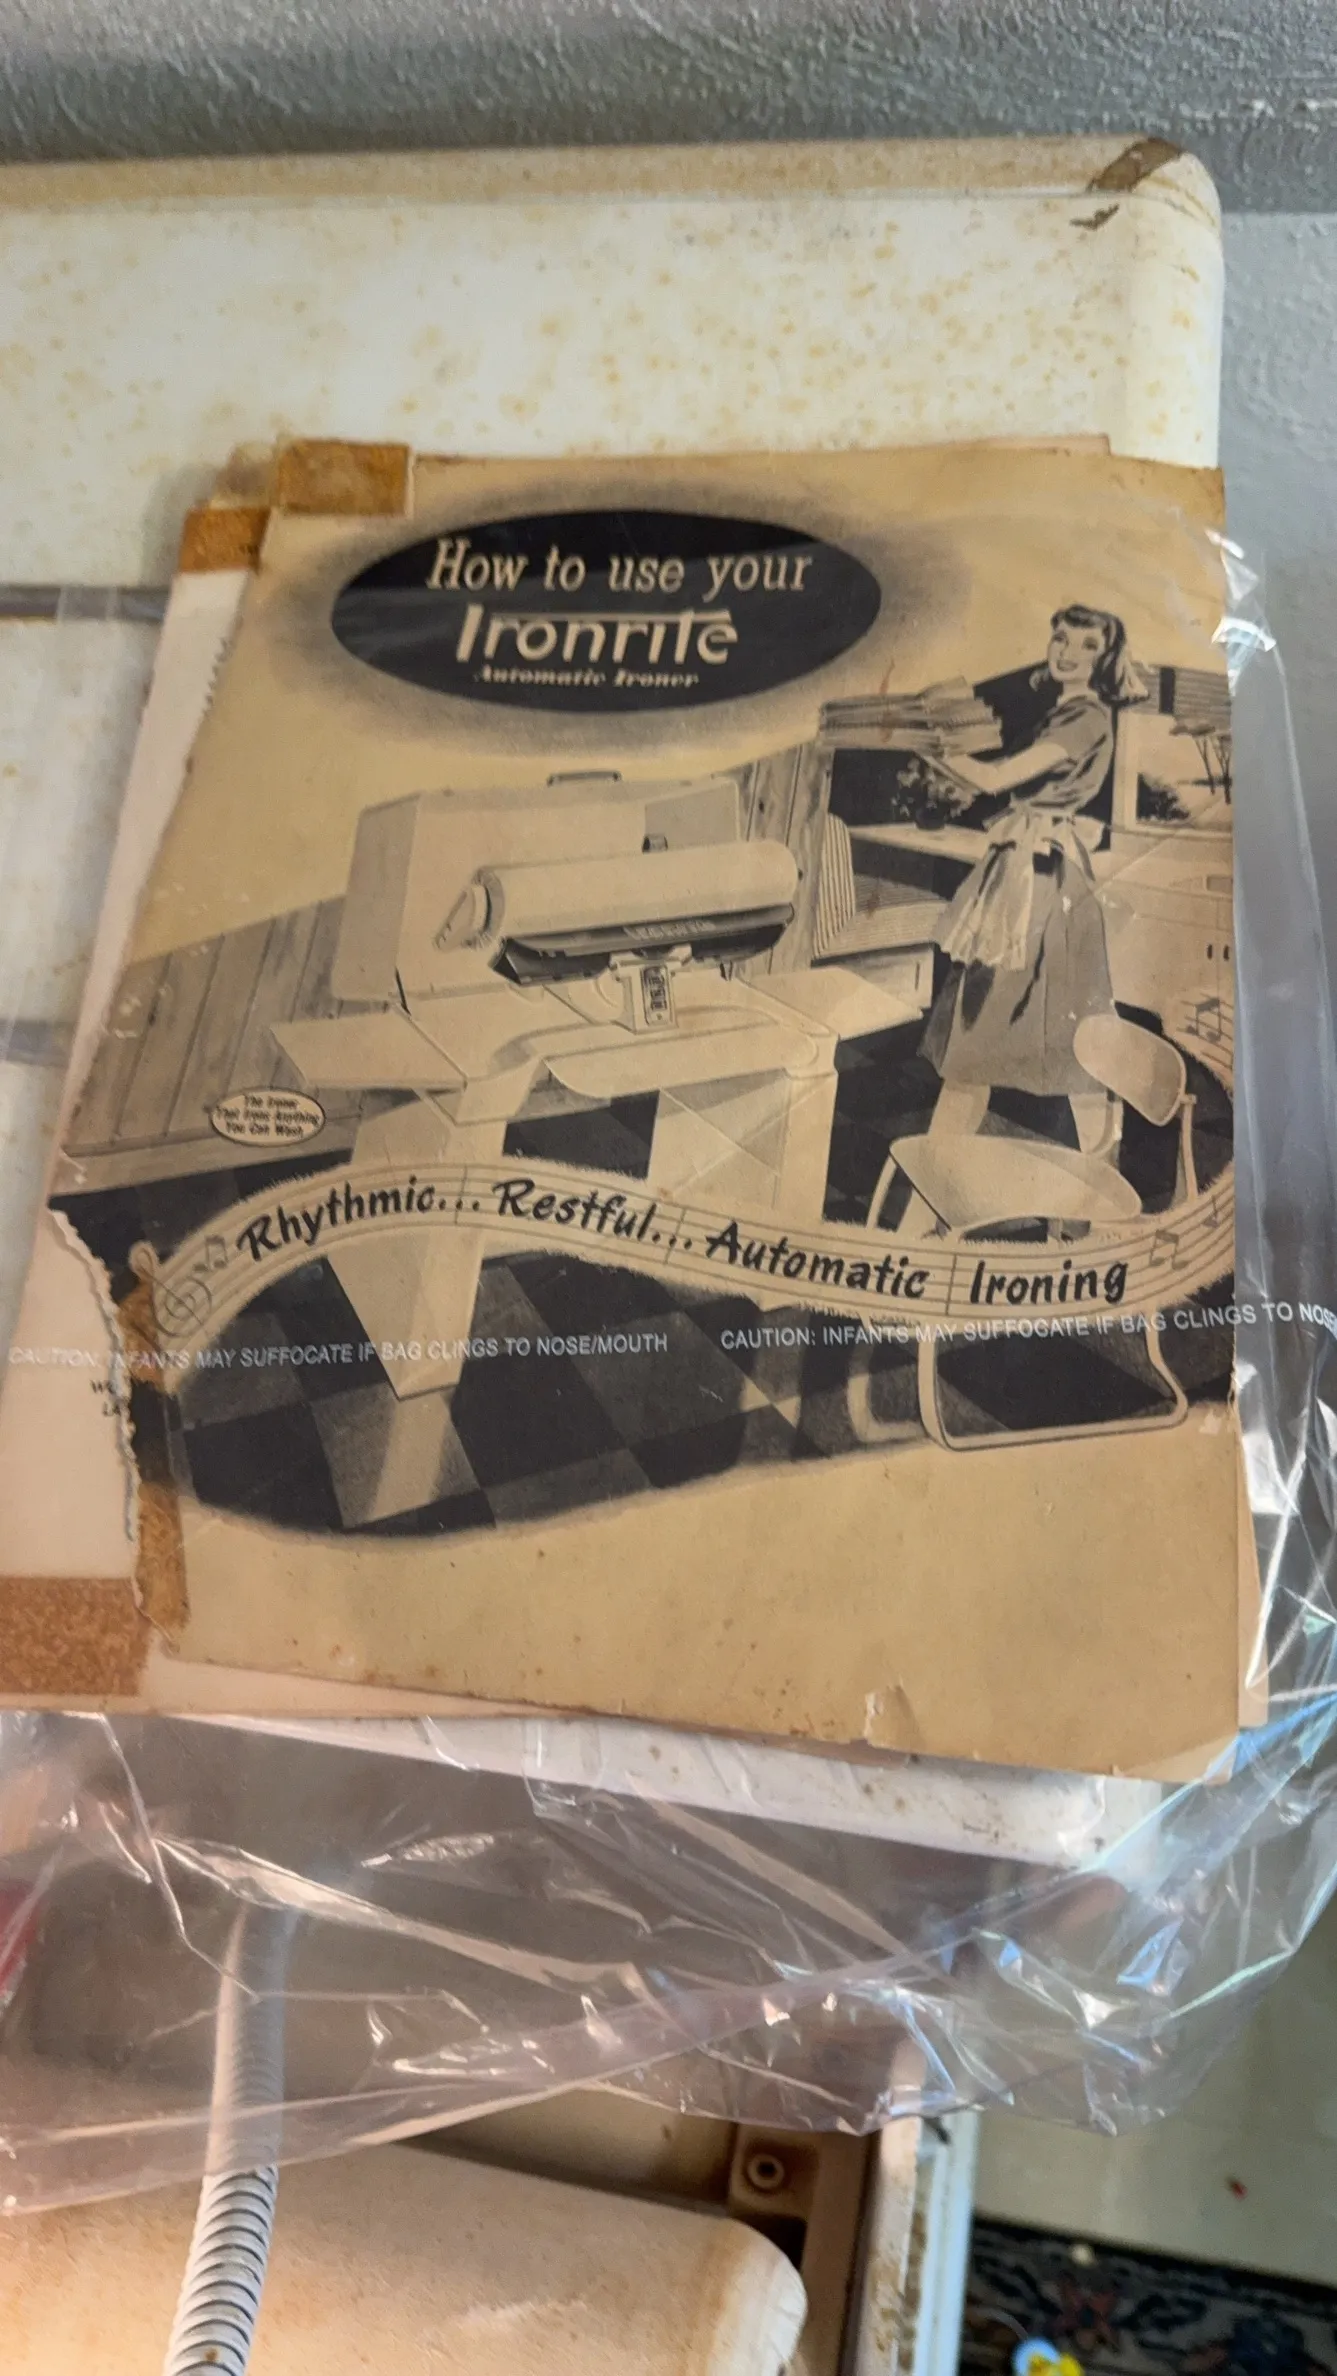 How to use your
Ironrite
Automatic Ironer
The Ironer
That Irons Anything
You Can Wash
Rhythmic... Restful... Automatic Ironing
CAUTION: INFANTS MAY SUFFOCATE IF BAG CLINGS TO NOSE/MOUTH
CAUTION: INFANTS MAY SUFFOCATE IF BAG CLINGS TO NOSE